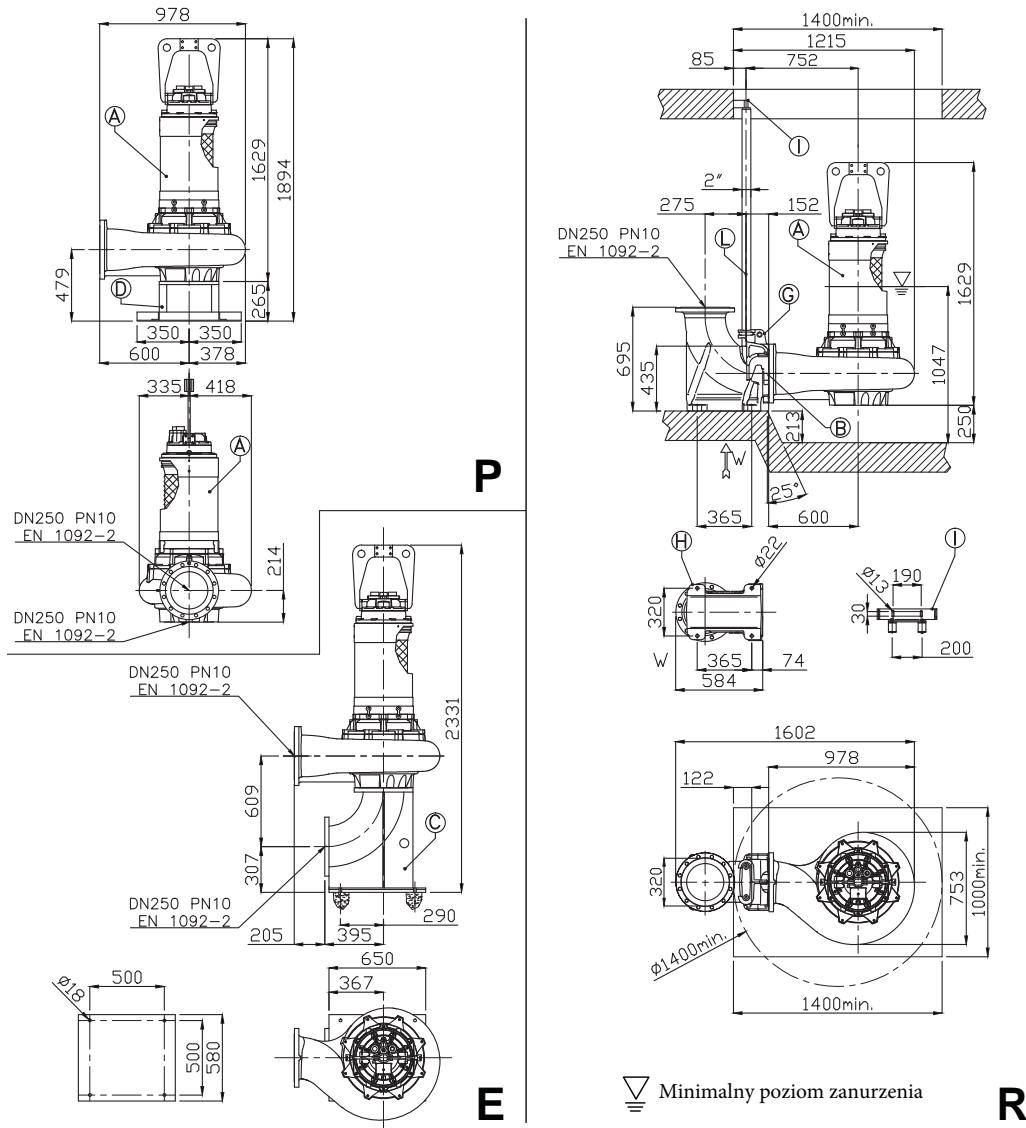 978
A
1629
1894
479
D
265
350
350
600
378
335
418
A
P
DN250 PN10
EN 1092-2
214
DN250 PN10
EN 1092-2
DN250 PN10
EN 1092-2
2331
609
C
307
DN250 PN10
EN 1092-2
290
205
395
650
367
Ø18
500
500
580
E
1400min.
1215
85
752
I
2"
275
152
A
DN250 PN10
EN 1092-2
L
G
1629
695
435
1047
213
B
250
W
25°
365
600
H
Ø22
I
Ø13
190
320
30
W
365
74
200
584
1602
978
122
320
753
1000min.
Ø1400min.
1400min.
Minimalny poziom zanurzenia
R